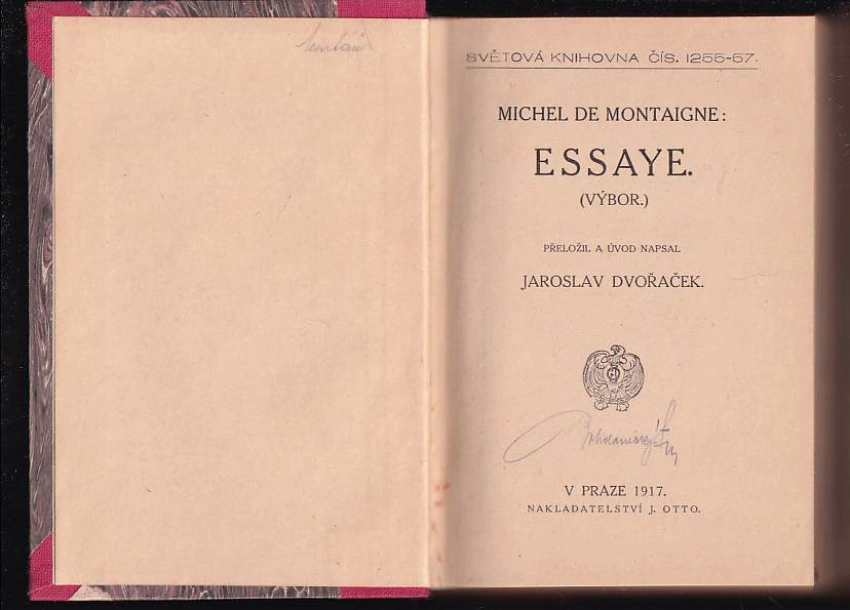 SVĚTOVÁ KNIHOVNA ČÍS. 1255-57.
MICHEL DE MONTAIGNE:
ESSAYE.
(VÝBOR.)
PŘELOŽIL A ÚVOD NAPSAL
JAROSLAV DVOŘAČEK.
V PRAZE 1917.
NAKLADATELSTVÍ J. OTTO.